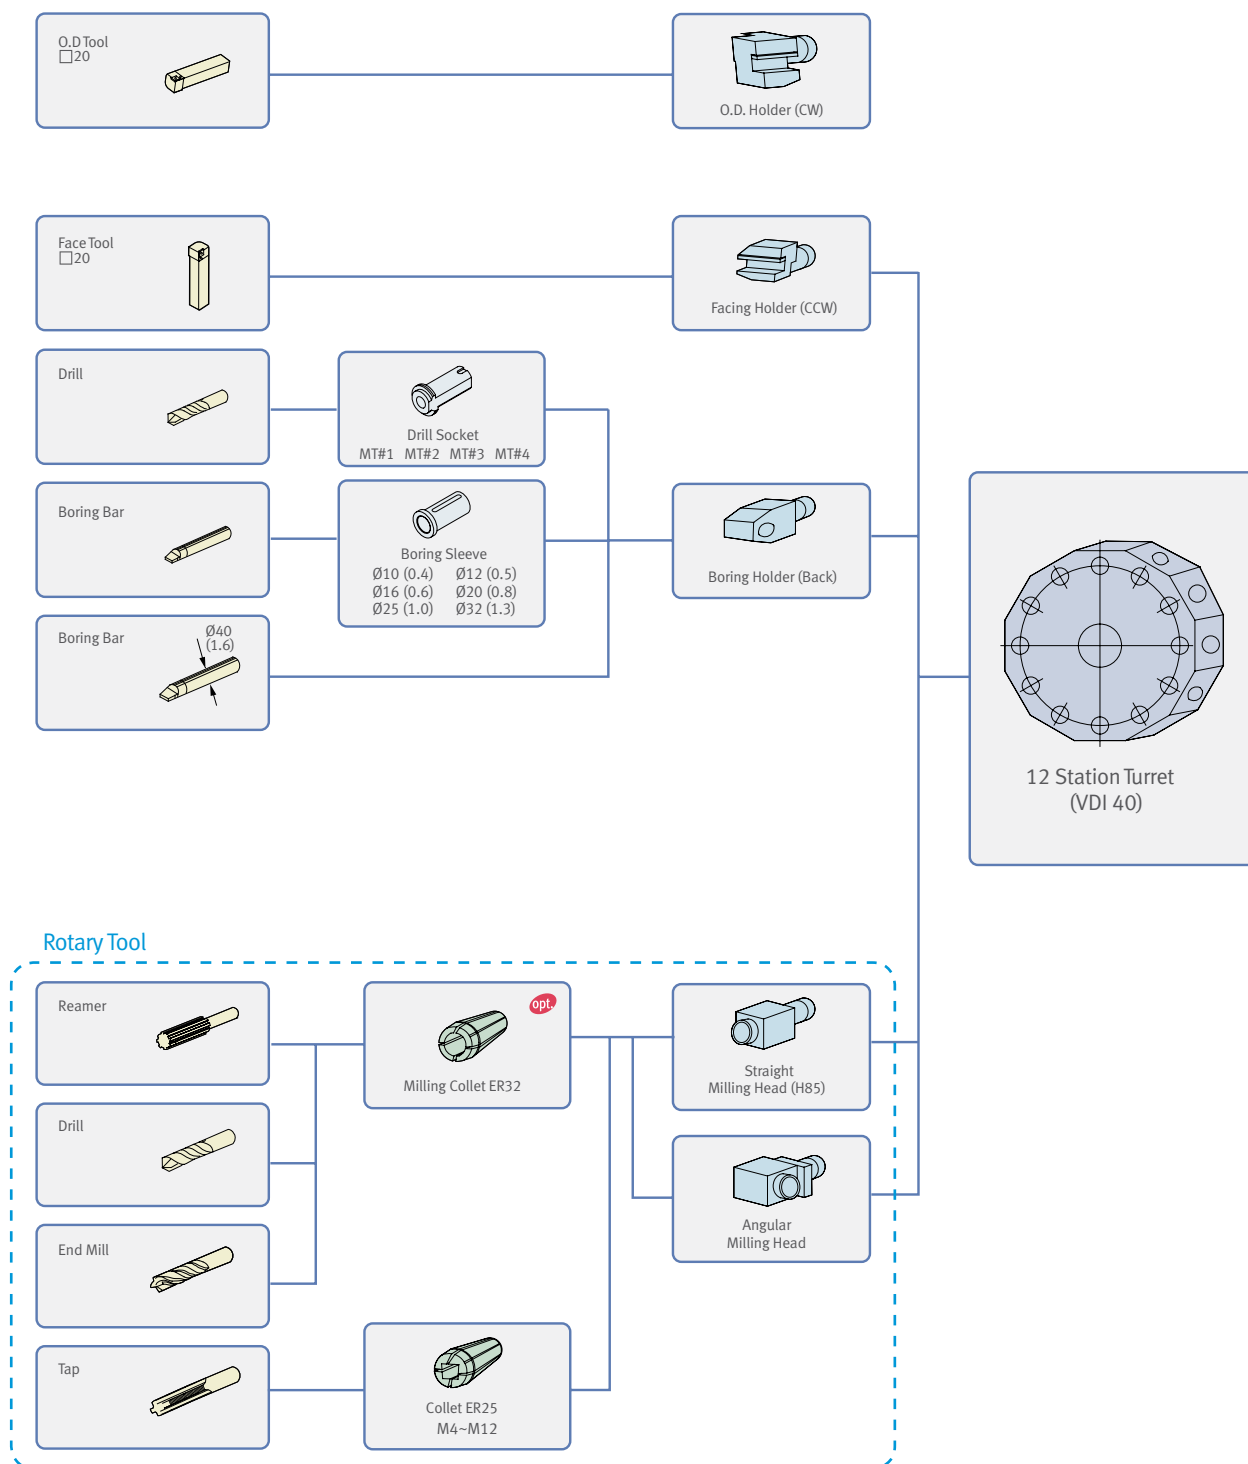 O.D Tool
□20
O.D. Holder (CW)
Face Tool
□20
Facing Holder (CCW)
Drill
Drill Socket
MT#1 MT#2 MT#3 MT#4
Boring Bar
Boring Sleeve
Ø10 (0.4) Ø12 (0.5)
Ø16 (0.6) Ø20 (0.8)
Ø25 (1.0) Ø32 (1.3)
Boring Holder (Back)
Boring Bar
Ø40
(1.6)
12 Station Turret
(VDI 40)
Rotary Tool
Reamer
opt.
Milling Collet ER32
Straight
Milling Head (H85)
Drill
Angular
Milling Head
End Mill
Tap
Collet ER25
M4~M12